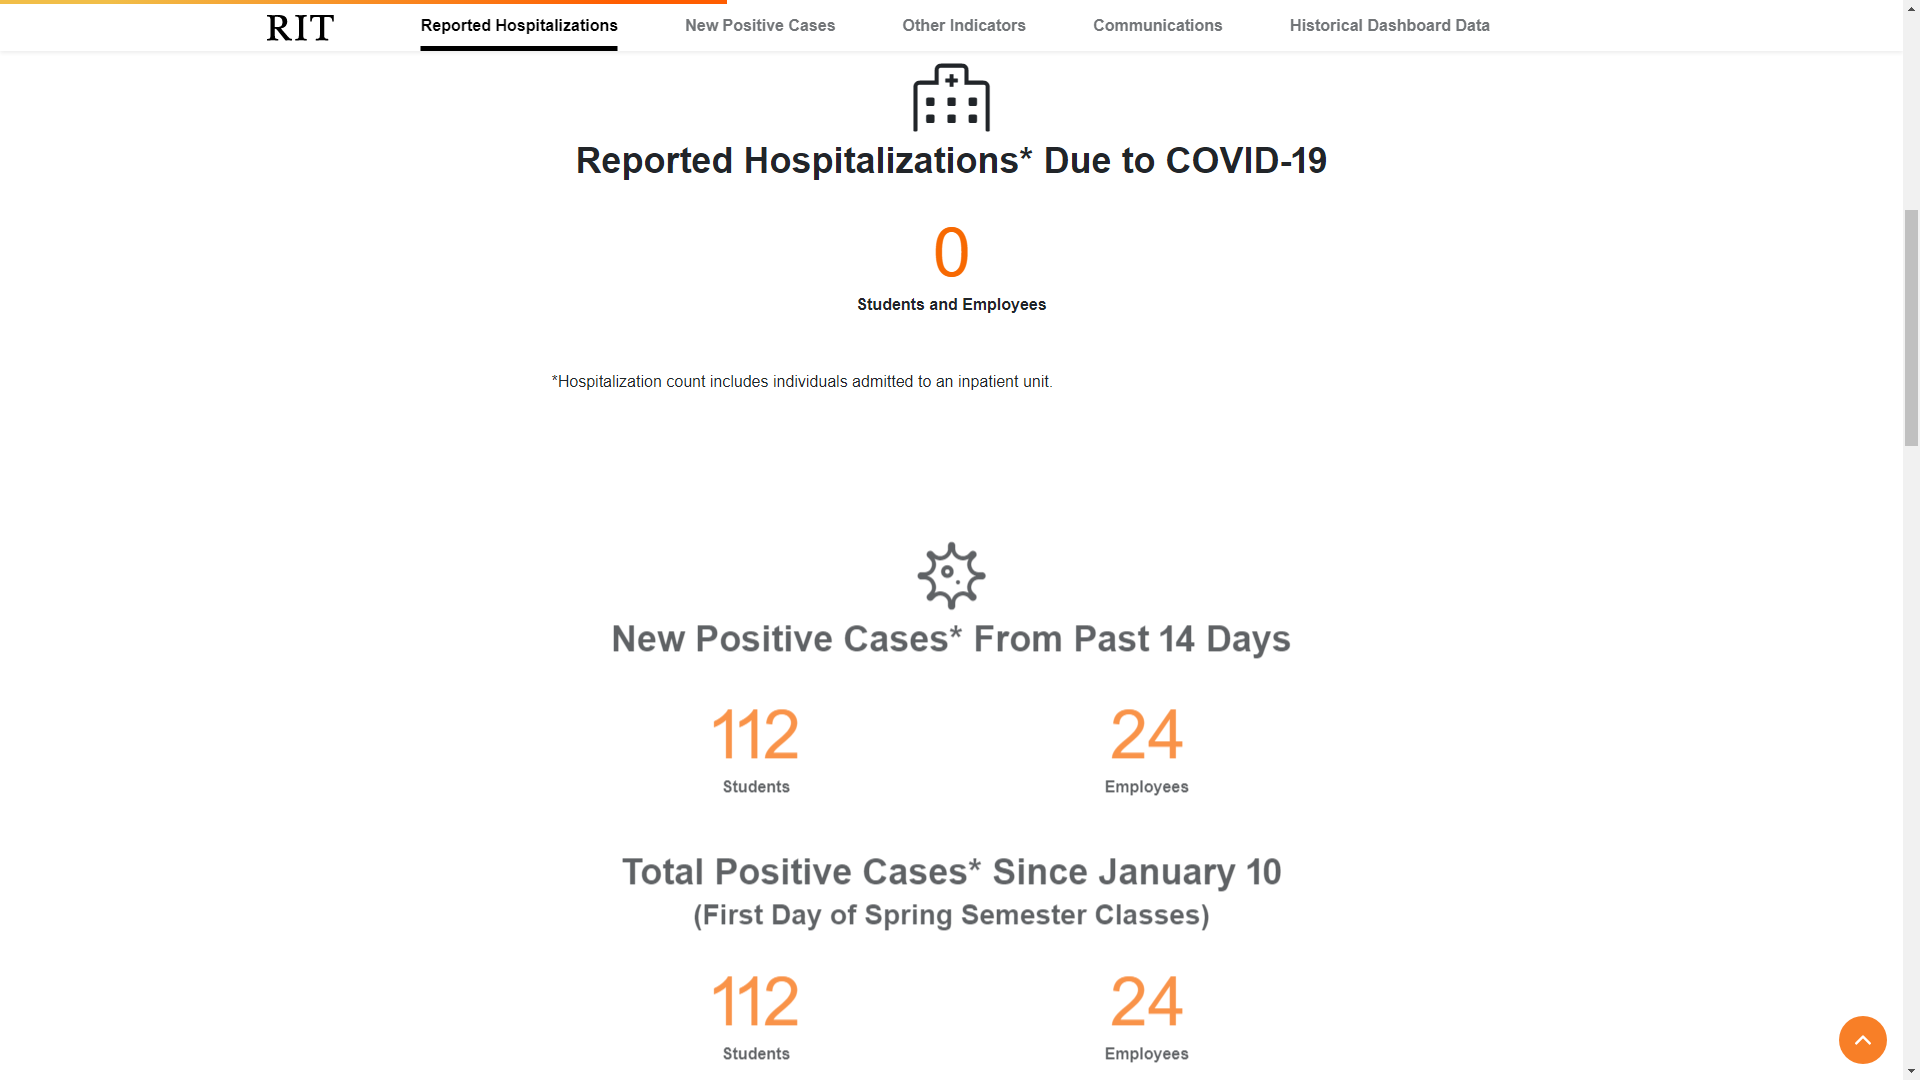 RIT
Reported Hospitalizations
New Positive Cases
Other Indicators
Communications
Historical Dashboard Data
Reported Hospitalizations* Due to COVID-19
0
Students and Employees
*Hospitalization count includes individuals admitted to an inpatient unit.
New Positive Cases* From Past 14 Days
112
Students
24
Employees
Total Positive Cases* Since January 10
(First Day of Spring Semester Classes)
112
Students
24
Employees